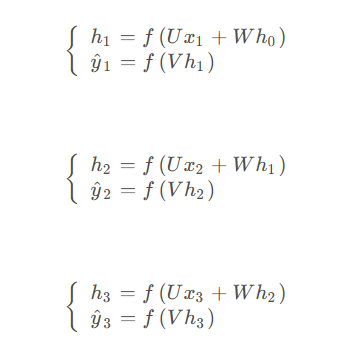 h₁ = f (Ux₁ + Wh₀)
ŷ₁ = f (Vh₁)
h₂ = f (Ux₂ + Wh₁)
ŷ₂ = f (Vh₂)
h₃ = f (Ux₃ + Wh₂)
ŷ₃ = f (Vh₃)